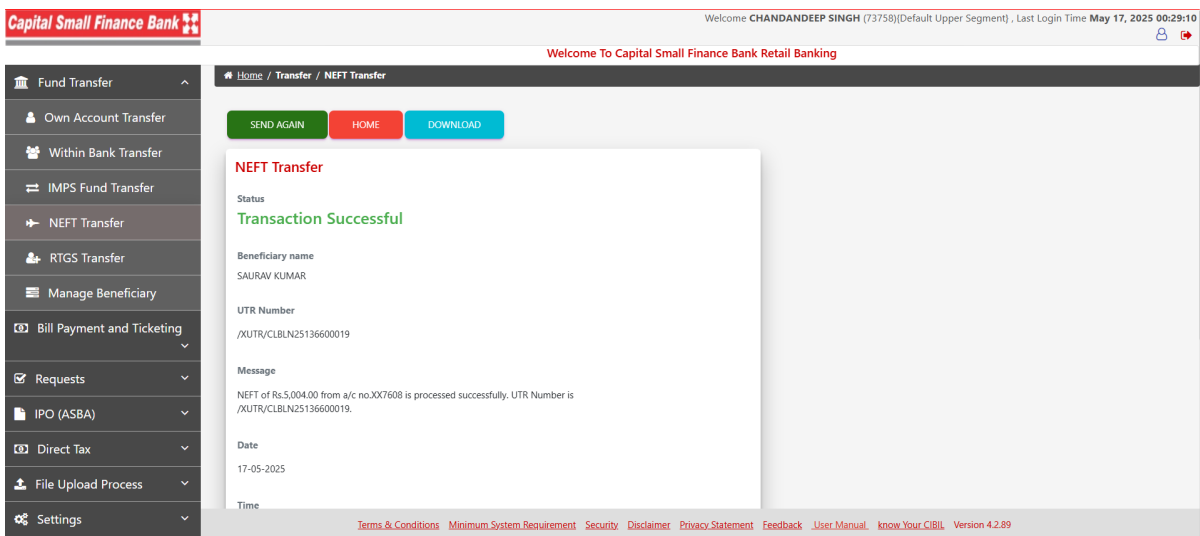 Capital Small Finance Bank
Welcome CHANDANDEEP SINGH (73758)(Default Upper Segment) , Last Login Time May 17, 2025 00:29:10
Welcome To Capital Small Finance Bank Retail Banking
Fund Transfer
Own Account Transfer
Within Bank Transfer
IMPS Fund Transfer
NEFT Transfer
RTGS Transfer
Manage Beneficiary
Bill Payment and Ticketing
Requests
IPO (ASBA)
Direct Tax
File Upload Process
Settings
Home / Transfer / NEFT Transfer
SEND AGAIN
HOME
DOWNLOAD
NEFT Transfer
Status
Transaction Successful
Beneficiary name
SAURAV KUMAR
UTR Number
/XUTR/CLBLN25136600019
Message
NEFT of Rs.5,004.00 from a/c no.XX7608 is processed successfully. UTR Number is
/XUTR/CLBLN25136600019.
Date
17-05-2025
Time
Terms & Conditions Minimum System Requirement Security Disclaimer Privacy Statement Feedback User Manual know Your CIBIL Version 4.2.89